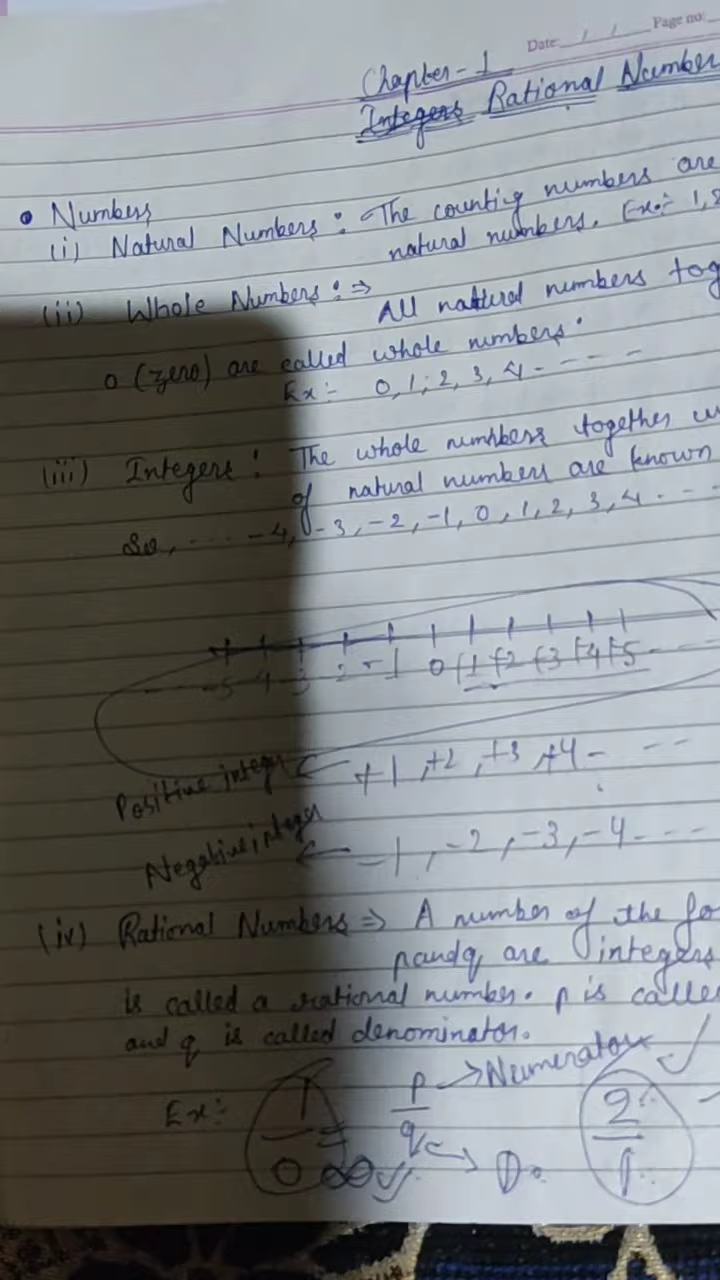 Date: / / Page no:
Chapter - 1
Integers Rational Number
• Numbers
(i) Natural Numbers : The counting numbers are
natural numbers. Ex:- 1,
(ii) Whole Numbers : ⇒
All natural numbers tog
0 (zero) are called whole numbers.
Ex:- 0, 1, 2, 3, 4 - - - -
(iii) Integers : The whole numbers together w
of natural numbers are known
So, .... -4, -3, -2, -1, 0, 1, 2, 3, 4 . - -
-5 4 3 2 -1 0 +1 +2 +3 +4 +5
Positive integer ← +1, +2, +3, +4 - - -
Negative integer ← -1, -2, -3, -4 - - -
(iv) Rational Numbers ⇒ A number of the fo
p and q are integers
is called a rational number. p is calle
and q is called denominator.
Ex:- 1/0 = ∞ ✓ p/q → Numerator → D. 2/1 ✓